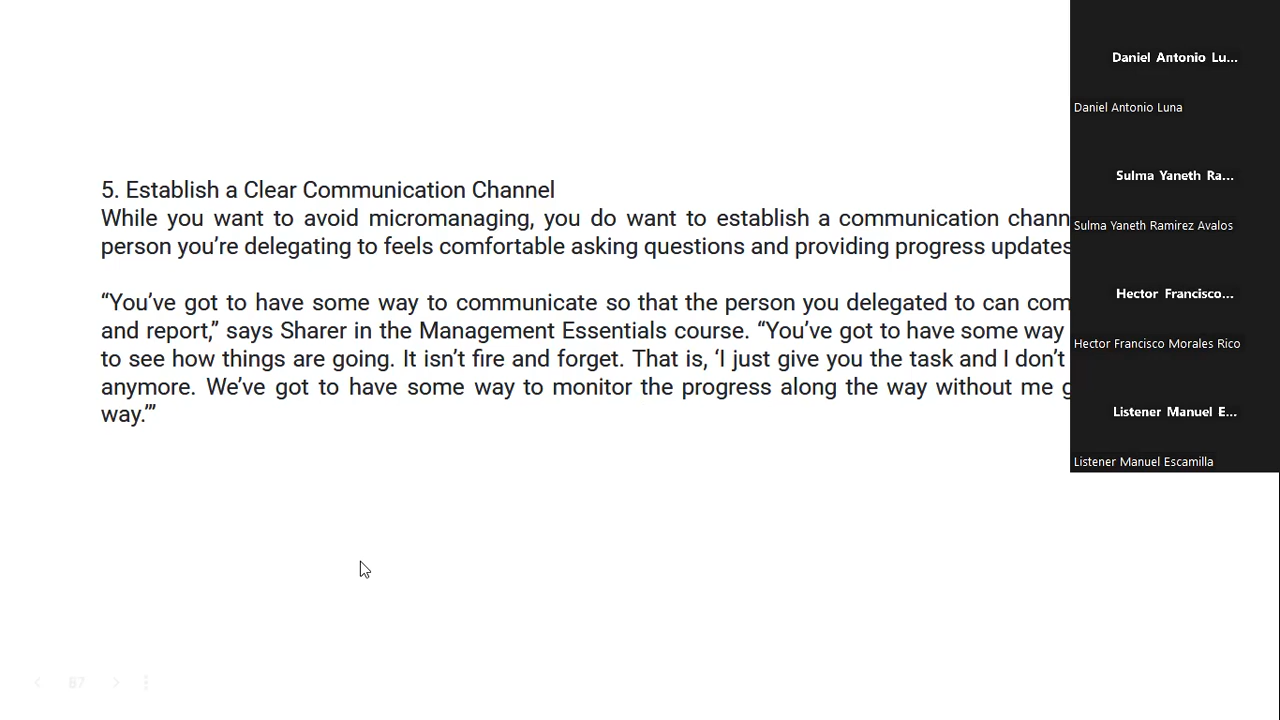 5. Establish a Clear Communication Channel
While you want to avoid micromanaging, you do want to establish a communication
person you’re delegating to feels comfortable asking questions and providing progress updates
“You’ve got to have some way to communicate so that the person you delegated to can
and report,” says Sharer in the Management Essentials course. “You’ve got to have some way
to see how things are going. It isn’t fire and forget. That is, ‘I just give you the task and I don’t
anymore. We’ve got to have some way to monitor the progress along the way without me
way.’”
Daniel Antonio Lu...
Daniel Antonio Luna
Sulma Yaneth Ra...
Sulma Yaneth Ramirez Avalos
Hector Francisco...
Hector Francisco Morales Rico
Listener Manuel E...
Listener Manuel Escamilla